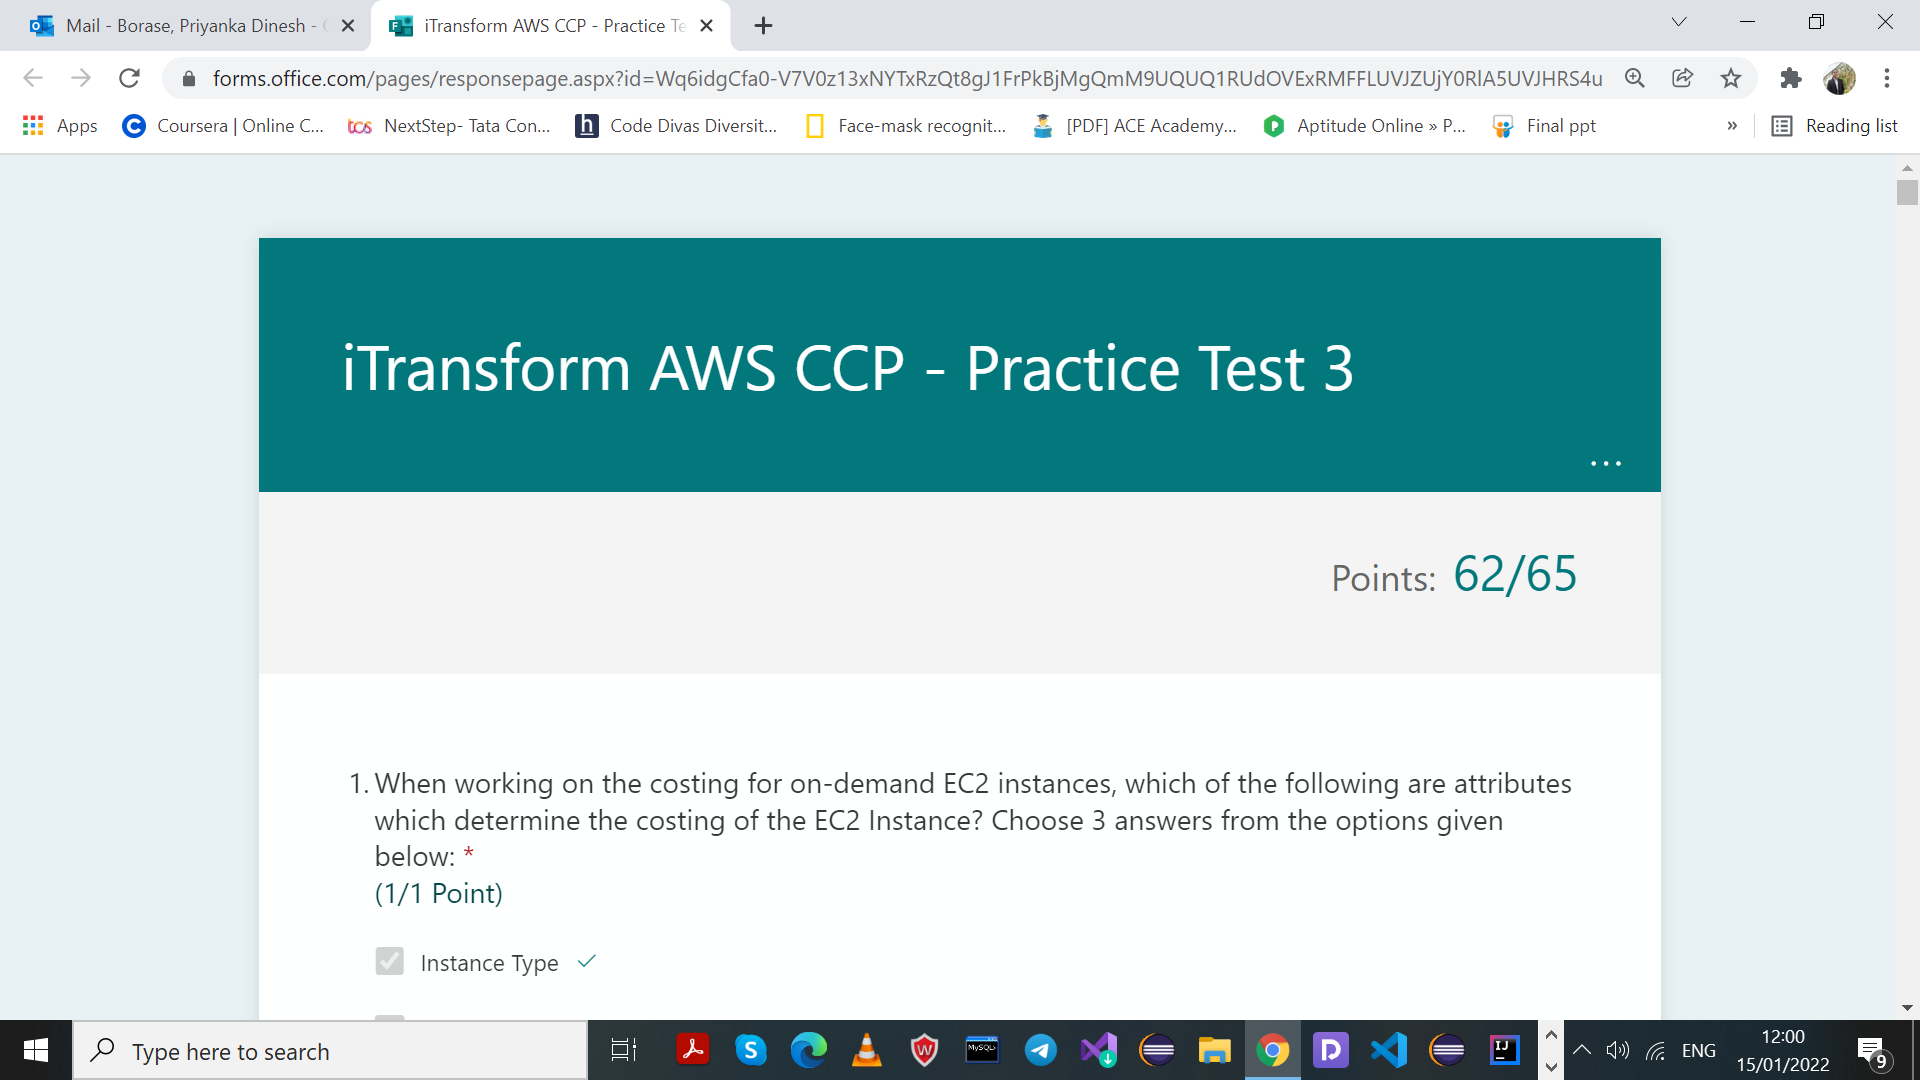 Mail - Borase, Priyanka Dinesh -
iTransform AWS CCP - Practice Te
forms.office.com/pages/responsepage.aspx?id=Wq6idgCfa0-V7V0z13xNYTxRzQt8gJ1FrPkBjMgQmM9UQUQ1RUdOVExRMFFLUVJZUjY0RlA5UVJHRS4u
Apps
Coursera | Online C...
tcs NextStep- Tata Con...
h Code Divas Diversit...
Face-mask recognit...
[PDF] ACE Academy...
Aptitude Online » P...
Final ppt
»
Reading list
iTransform AWS CCP - Practice Test 3
...
Points: 62/65
1. When working on the costing for on-demand EC2 instances, which of the following are attributes
which determine the costing of the EC2 Instance? Choose 3 answers from the options given
below: *
(1/1 Point)
Instance Type
Type here to search
MySQL
ENG
12:00
15/01/2022
9